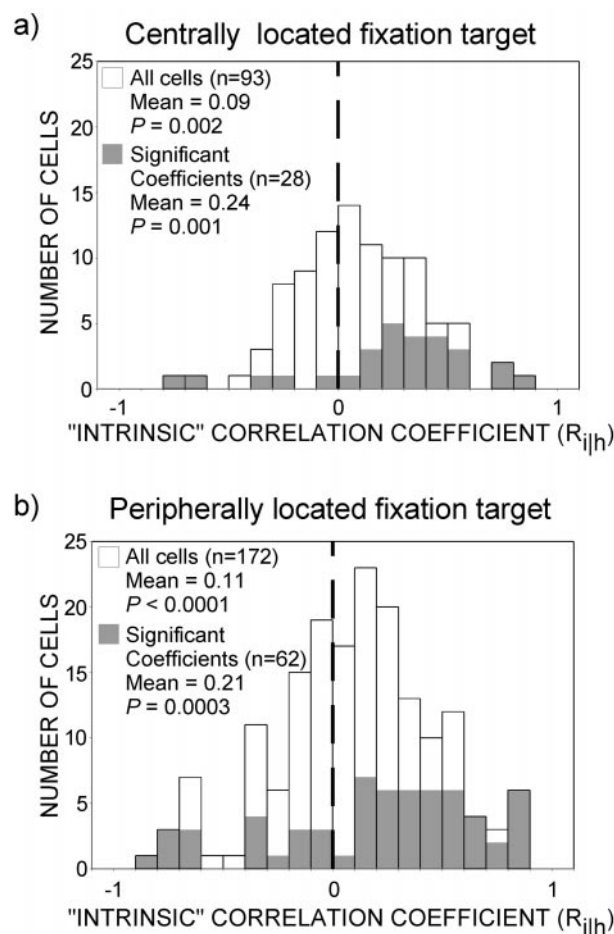 a)
Centrally located fixation target
25
20
15
10
5
0
NUMBER OF CELLS
All cells (n=93)
Mean = 0.09
P = 0.002
Significant
Coefficients (n=28)
Mean = 0.24
P = 0.001
-1
0
1
"INTRINSIC" CORRELATION COEFFICIENT (Ri|h)
b)
Peripherally located fixation target
25
20
15
10
5
0
NUMBER OF CELLS
All cells (n=172)
Mean = 0.11
P < 0.0001
Significant
Coefficients (n=62)
Mean = 0.21
P = 0.0003
-1
0
1
"INTRINSIC" CORRELATION COEFFICIENT (Ri|h)